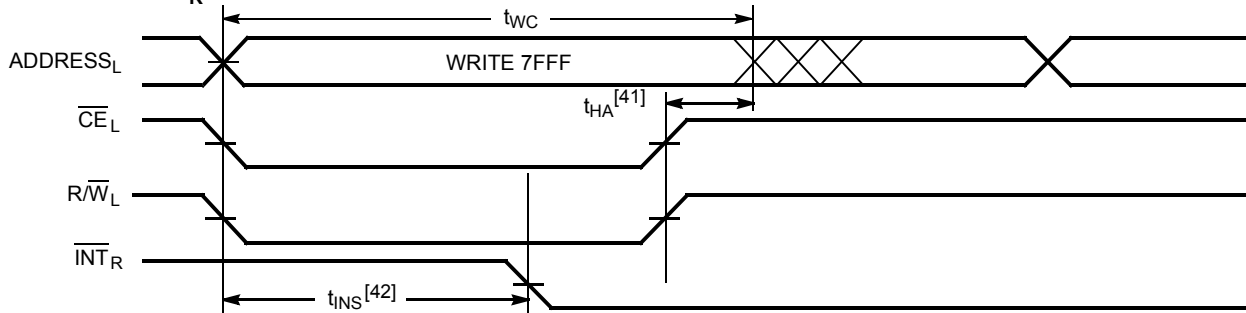 R
tWC
ADDRESSL
WRITE 7FFF
tHA[41]
CEL
R/WL
INTR
tINS[42]